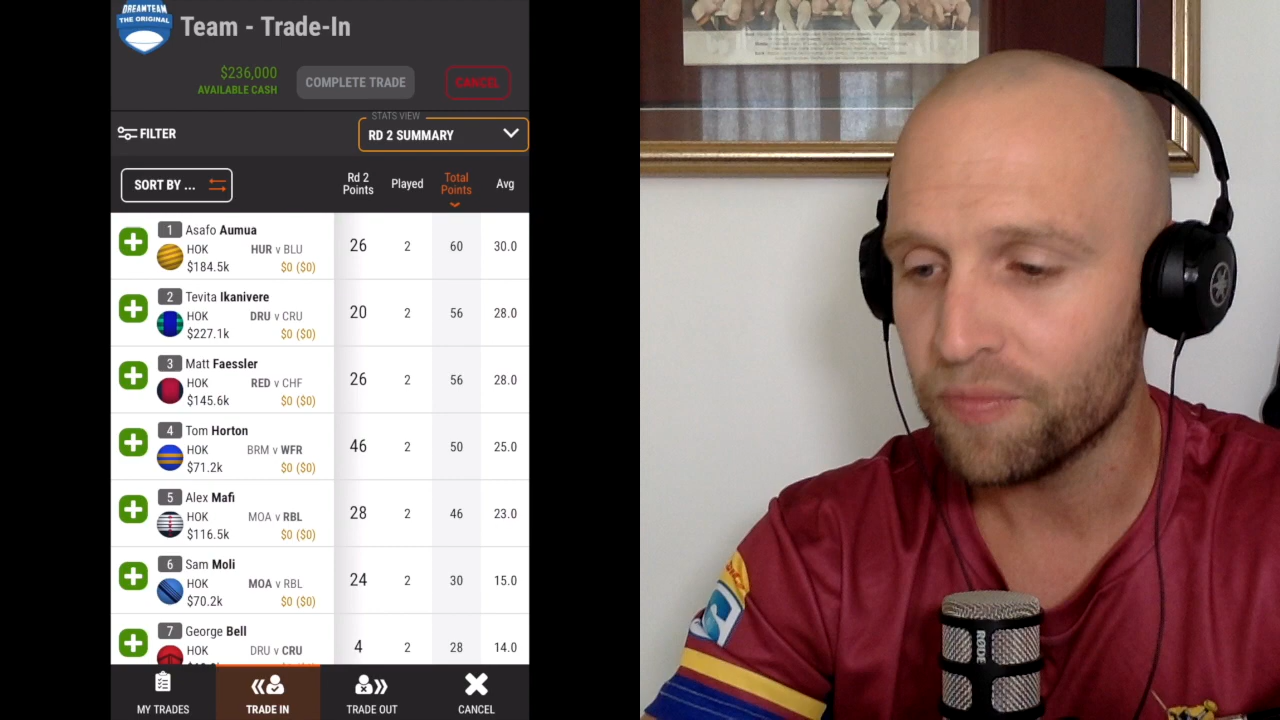 DREAMTEAM
THE ORIGINAL
Team - Trade-In
$236,000
AVAILABLE CASH
COMPLETE TRADE
CANCEL
FILTER
STATS VIEW
RD 2 SUMMARY
SORT BY ...
Rd 2 Points
Played
Total Points
Avg
1 Asafo Aumua
HOK HUR v BLU
$184.5k $0 ($0)
26 2 60 30.0
2 Tevita Ikanivere
HOK DRU v CRU
$227.1k $0 ($0)
20 2 56 28.0
3 Matt Faessler
HOK RED v CHF
$145.6k $0 ($0)
26 2 56 28.0
4 Tom Horton
HOK BRM v WFR
$71.2k $0 ($0)
46 2 50 25.0
5 Alex Mafi
HOK MOA v RBL
$116.5k $0 ($0)
28 2 46 23.0
6 Sam Moli
HOK MOA v RBL
$70.2k $0 ($0)
24 2 30 15.0
7 George Bell
HOK DRU v CRU
4 2 28 14.0
MY TRADES
TRADE IN
TRADE OUT
CANCEL
RØDE